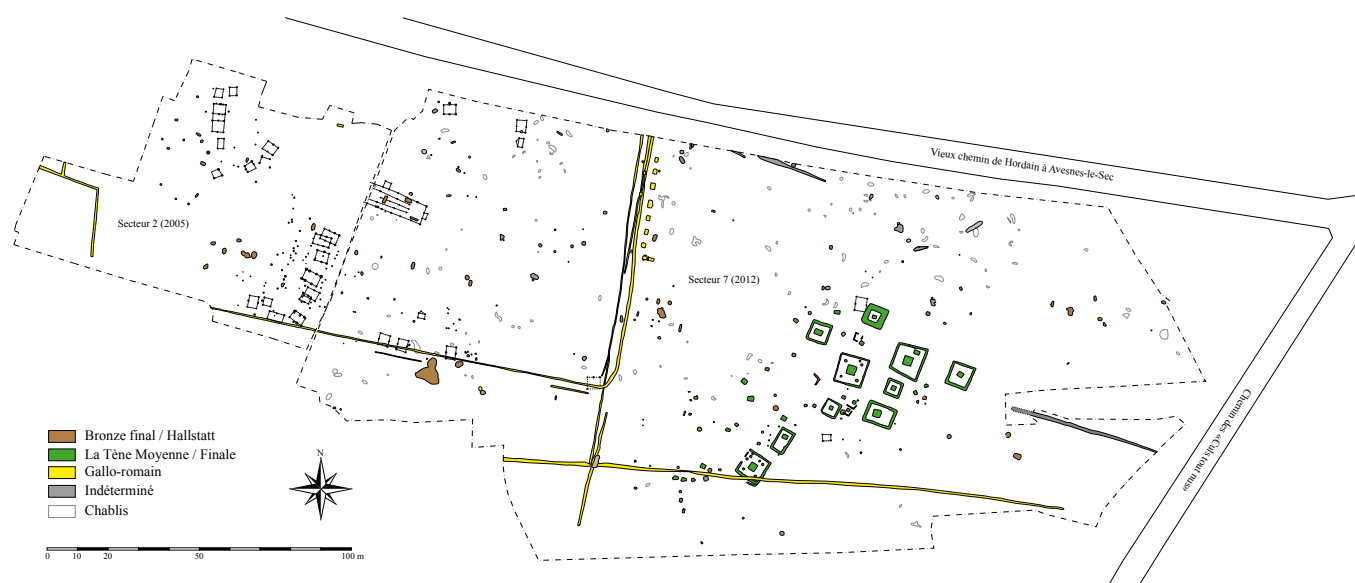 Vieux chemin de Hordain à Avesnes-le-Sec
Secteur 2 (2005)
Secteur 7 (2012)
Chemin des «Culs tout nus»
Bronze final / Hallstatt
La Tène Moyenne / Finale
Gallo-romain
Indéterminé
Chablis
N
0 10 20 50 100 m